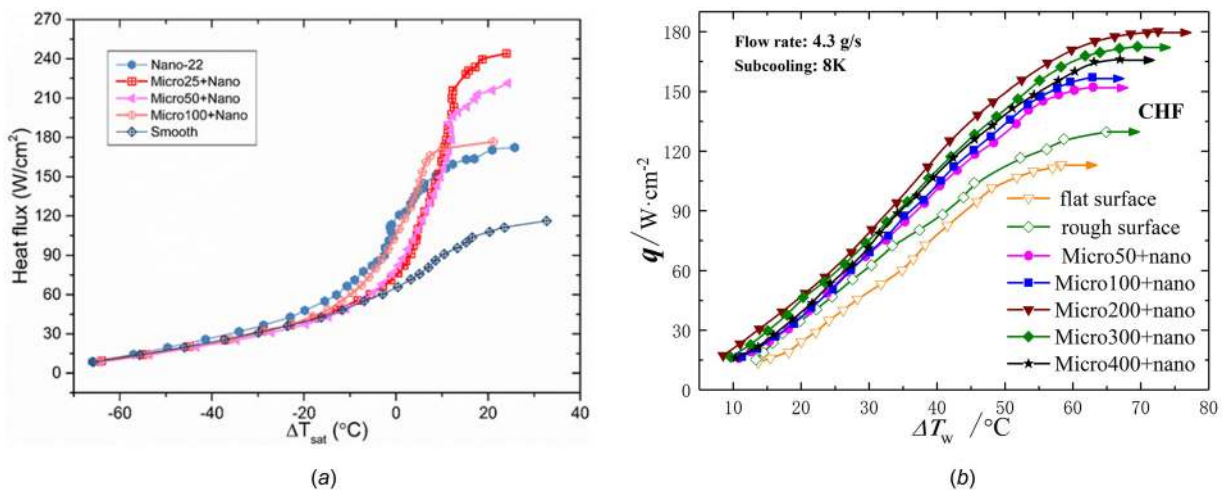 240
210
180
150
120
90
60
30
0
Heat flux (W/cm²)
Nano-22
Micro25+Nano
Micro50+Nano
Micro100+Nano
Smooth
-60 -40 -20 0 20 40
ΔT_sat (°C)
(a)
180
150
120
90
60
30
0
q/W·cm⁻²
Flow rate: 4.3 g/s
Subcooling: 8K
CHF
flat surface
rough surface
Micro50+nano
Micro100+nano
Micro200+nano
Micro300+nano
Micro400+nano
10 20 30 40 50 60 70 80
ΔT_w /°C
(b)